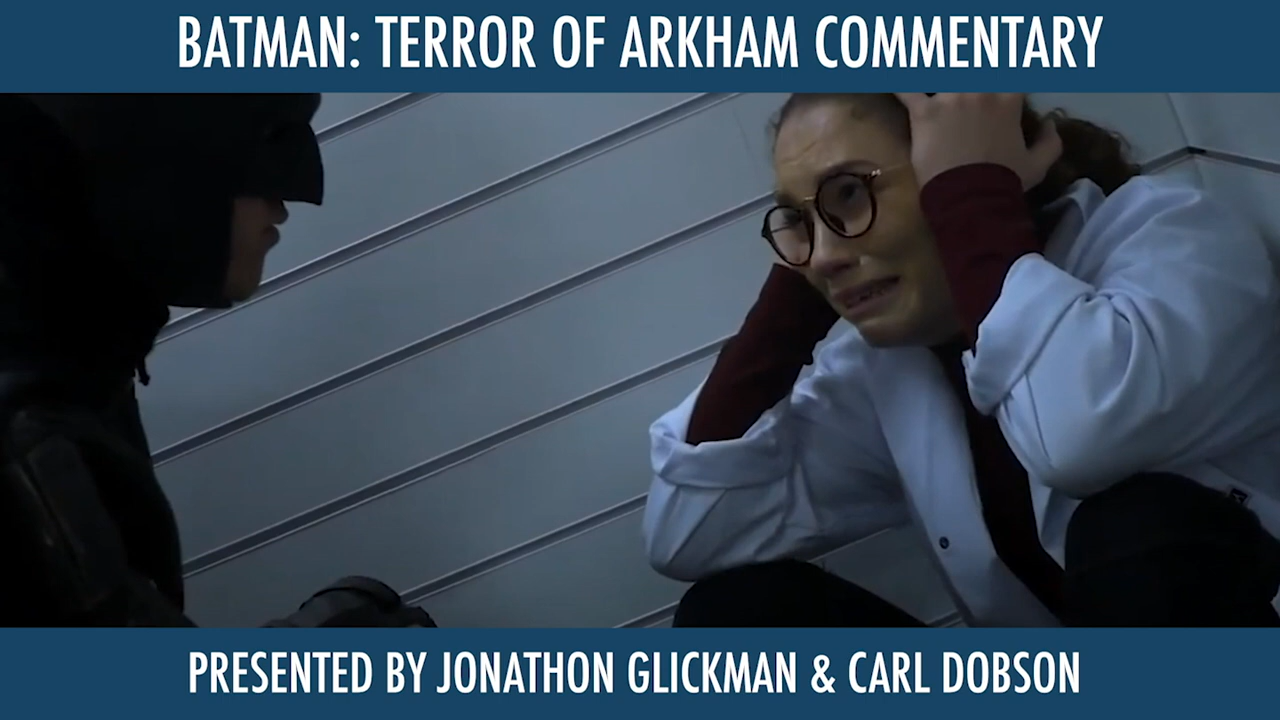 BATMAN: TERROR OF ARKHAM COMMENTARY
PRESENTED BY JONATHON GLICKMAN & CARL DOBSON